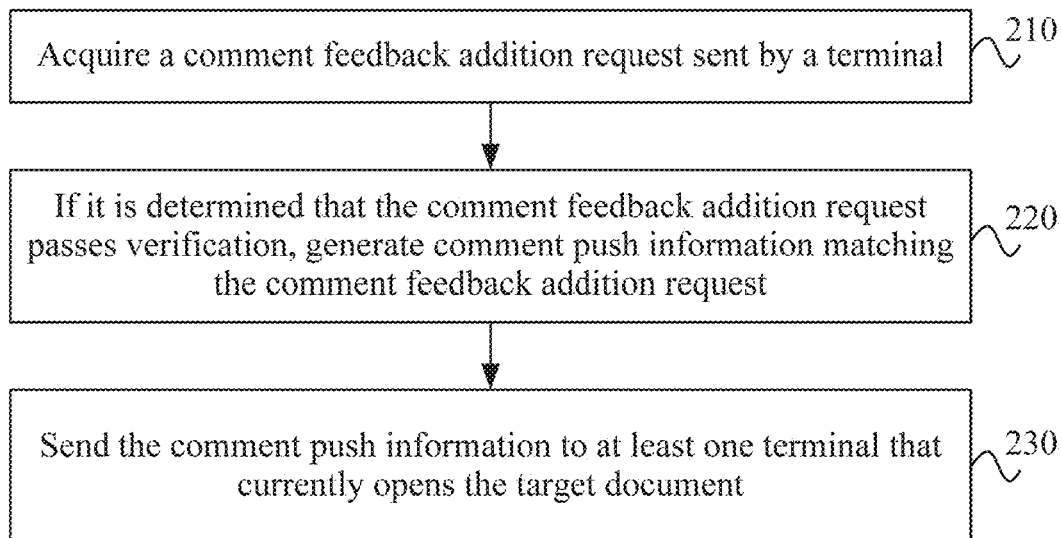 Acquire a comment feedback addition request sent by a terminal
210
If it is determined that the comment feedback addition request
passes verification, generate comment push information matching
the comment feedback addition request
220
Send the comment push information to at least one terminal that
currently opens the target document
230